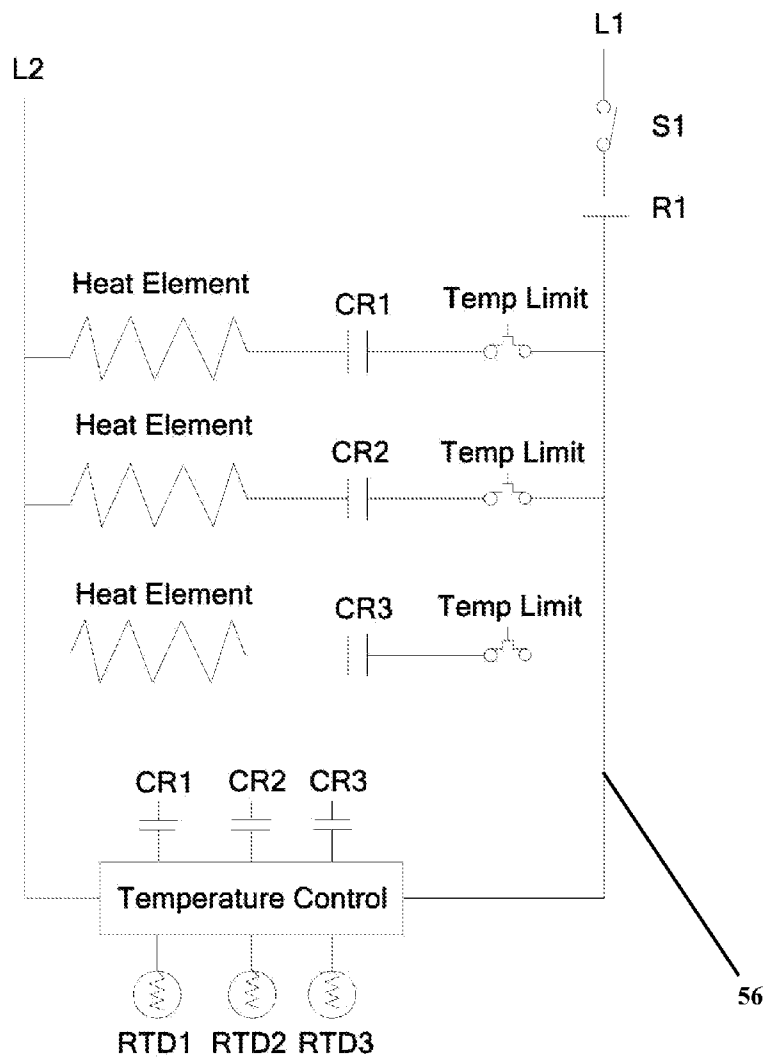 L1
L2
S1
R1
Heat Element
CR1
Temp Limit
Heat Element
CR2
Temp Limit
Heat Element
CR3
Temp Limit
CR1
CR2
CR3
Temperature Control
56
RTD1
RTD2
RTD3